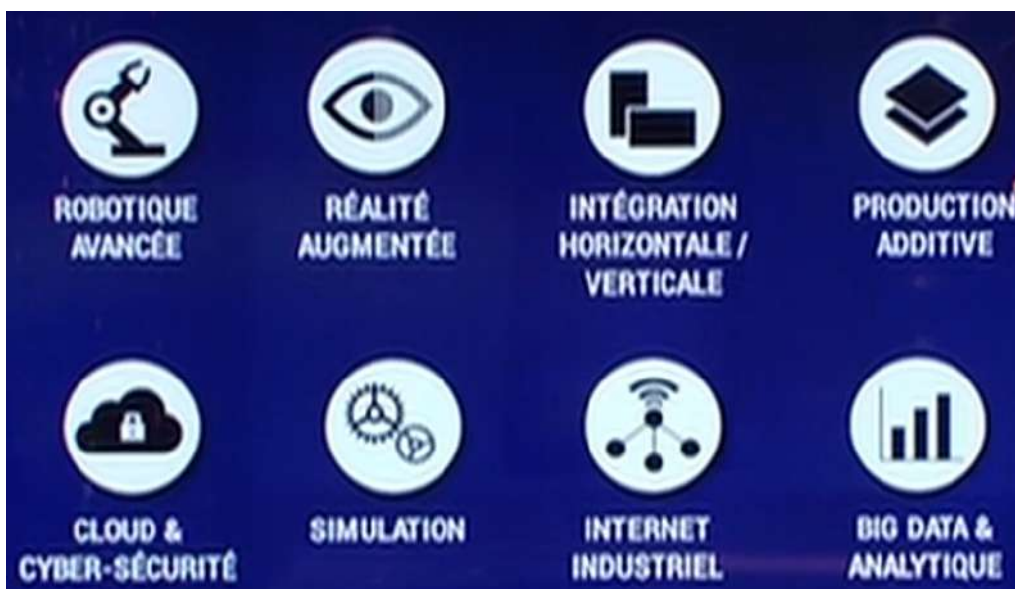 ROBOTIQUE
AVANCÉE
RÉALITÉ
AUGMENTÉE
INTÉGRATION
HORIZONTALE /
VERTICALE
PRODUCTION
ADDITIVE
CLOUD &
CYBER-SÉCURITÉ
SIMULATION
INTERNET
INDUSTRIEL
BIG DATA &
ANALYTIQUE